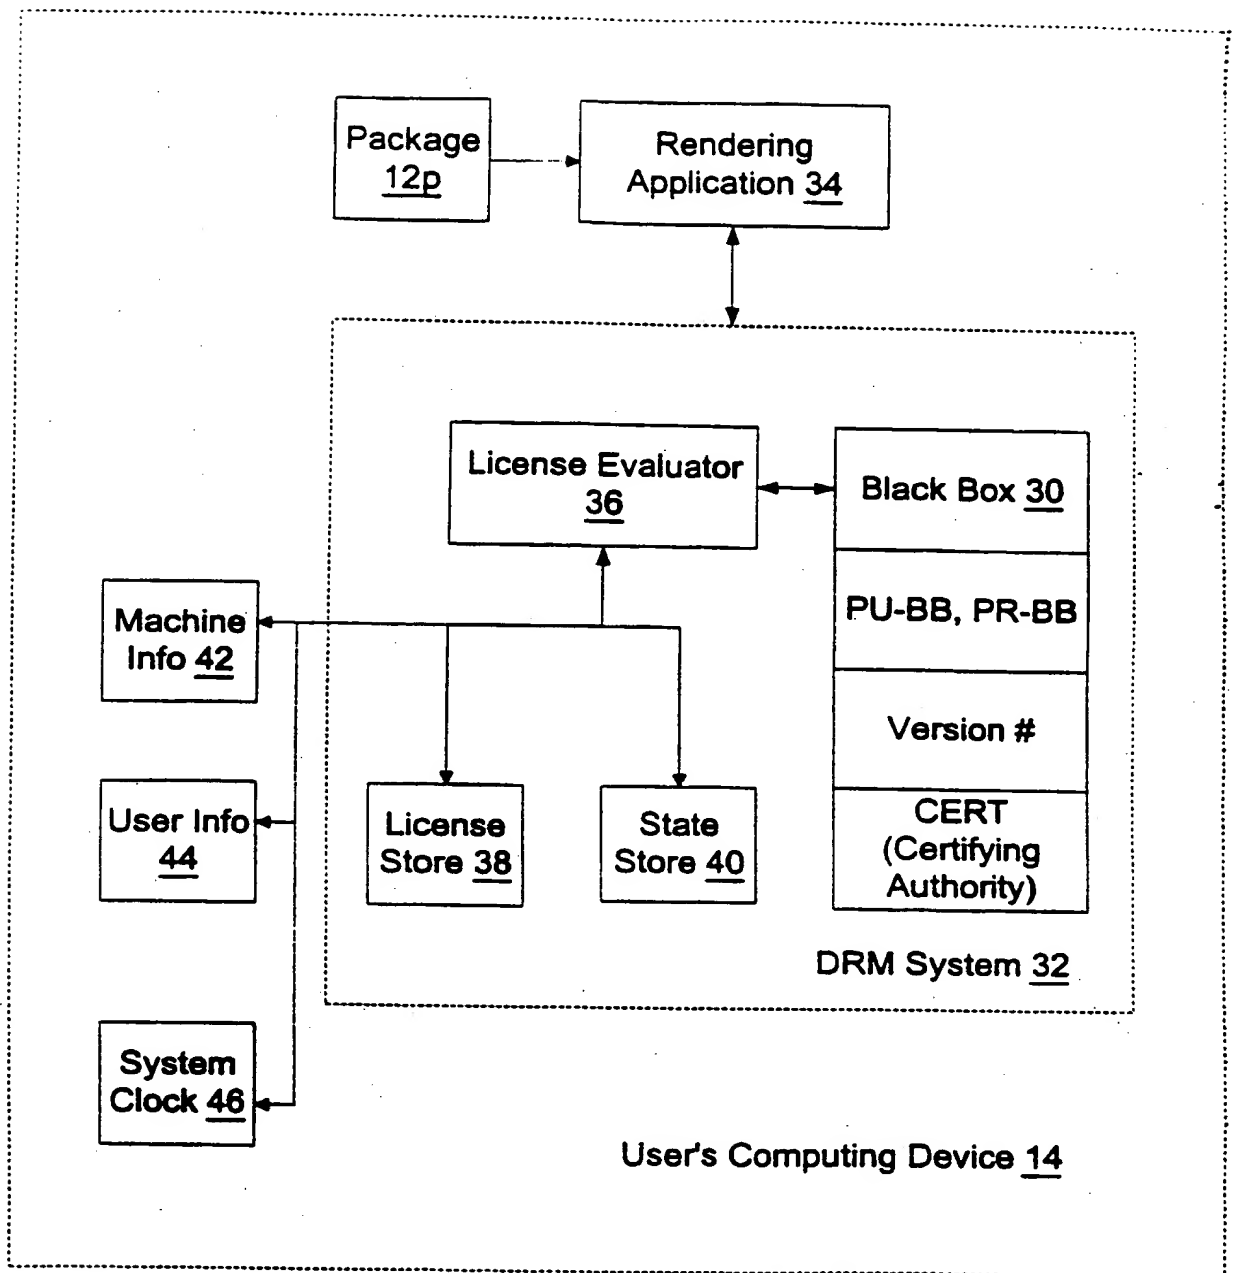 Package
12p
Rendering
Application 34
License Evaluator
36
Black Box 30
PU-BB, PR-BB
Version #
CERT
(Certifying
Authority)
Machine
Info 42
User Info
44
License
Store 38
State
Store 40
DRM System 32
System
Clock 46
User's Computing Device 14